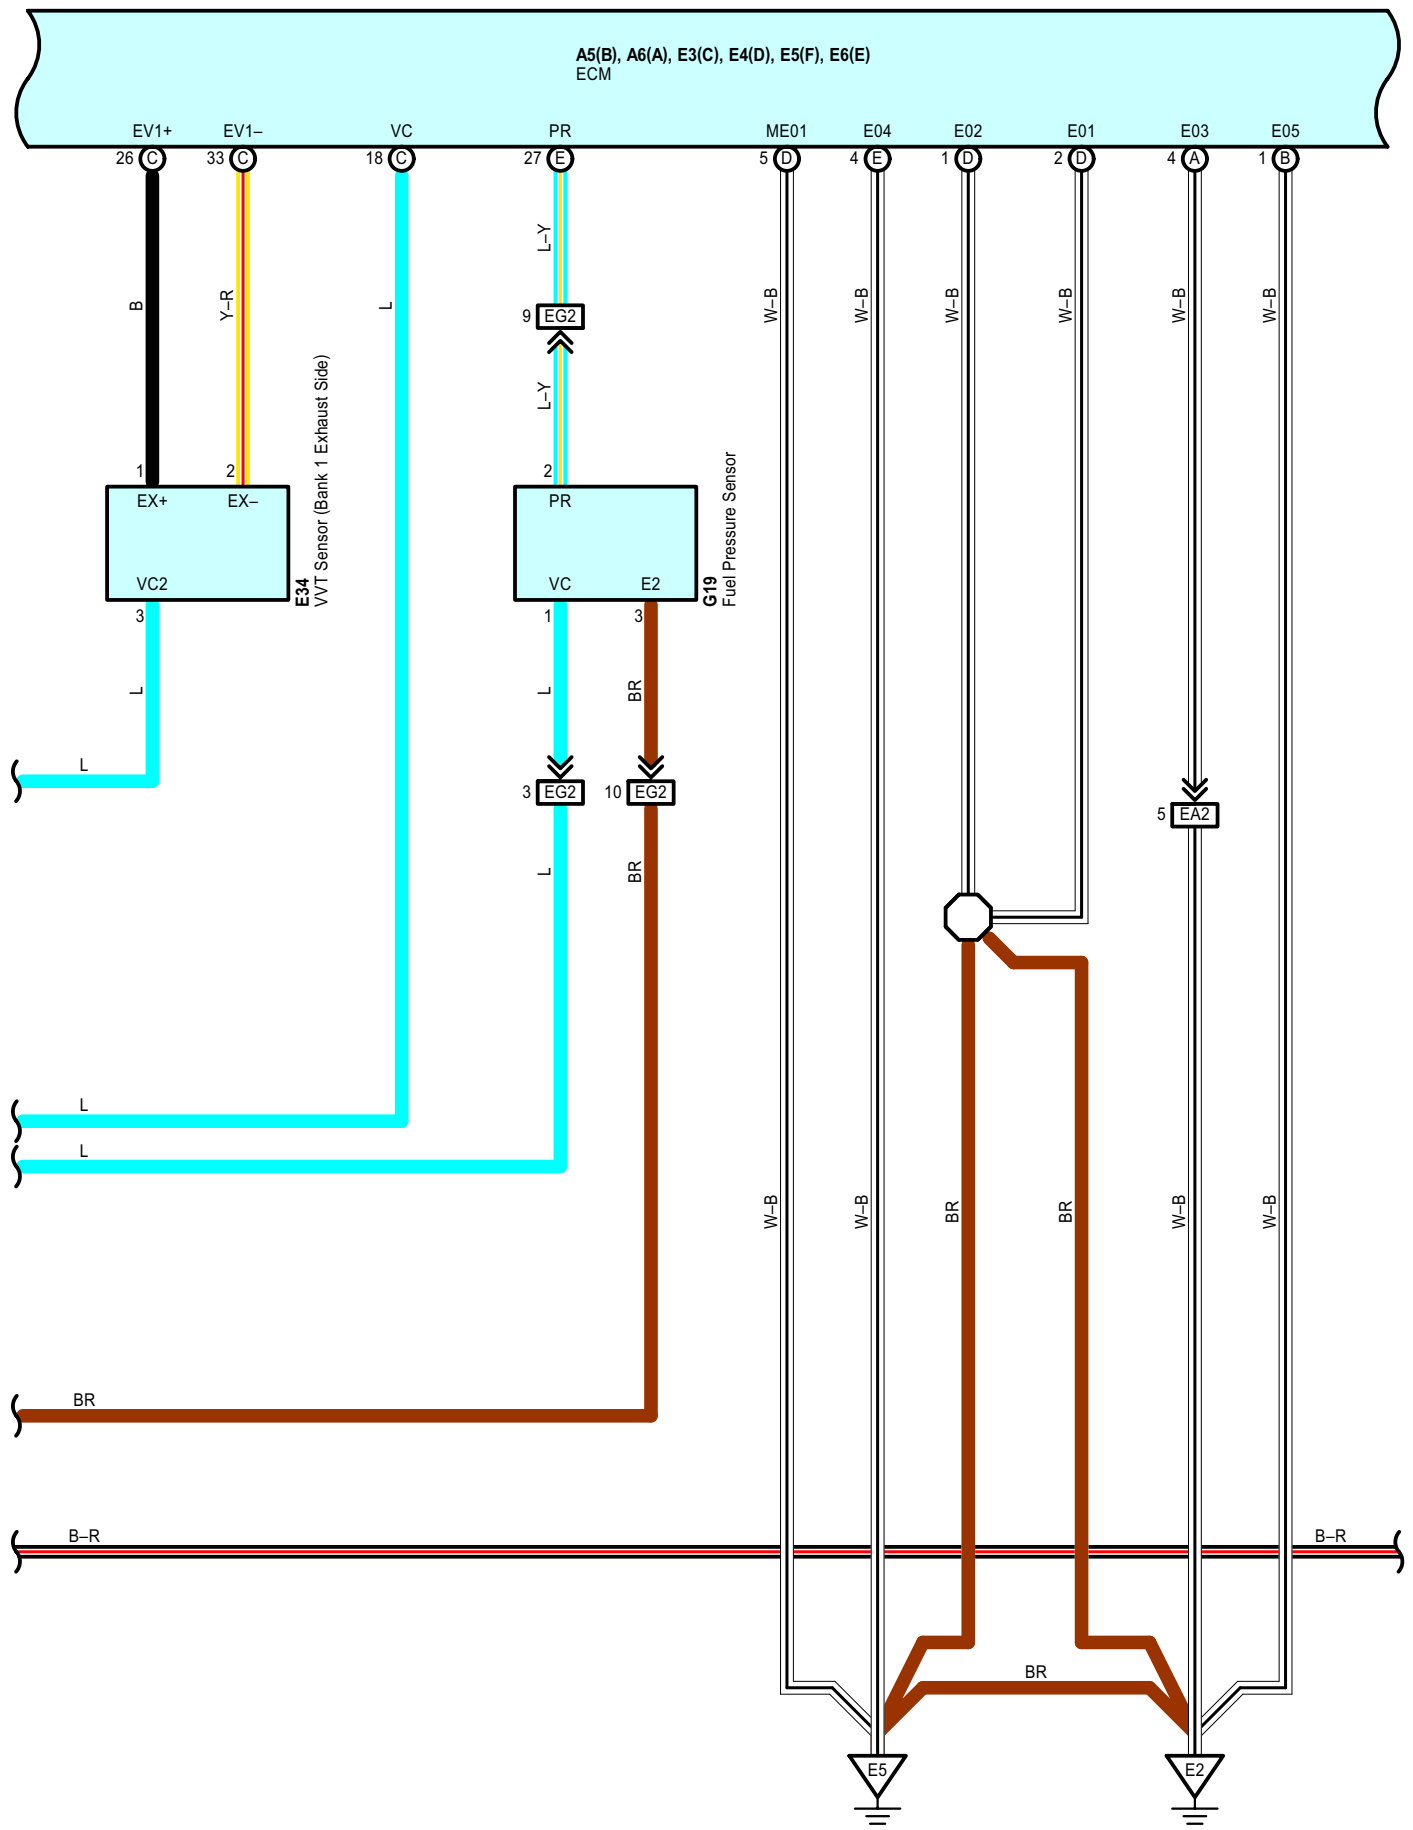 A5(B), A6(A), E3(C), E4(D), E5(F), E6(E)
ECM
EV1+ EV1– VC PR ME01 E04 E02 E01 E03 E05
26 C 33 C 18 C 27 E 5 D 4 E 1 D 2 D 4 A 1 B
L–Y
B Y–R L W–B W–B W–B W–B W–B W–B
9 EG2
L–Y
1 2 2
EX+ EX– PR
VC2 VC E2
E34
VVT Sensor (Bank 1 Exhaust Side)
G19
Fuel Pressure Sensor
3 1 3
L L BR
L
3 EG2 10 EG2
5 EA2
L BR
L
L
W–B W–B BR BR W–B W–B
BR
B–R B–R
BR
E5 E2